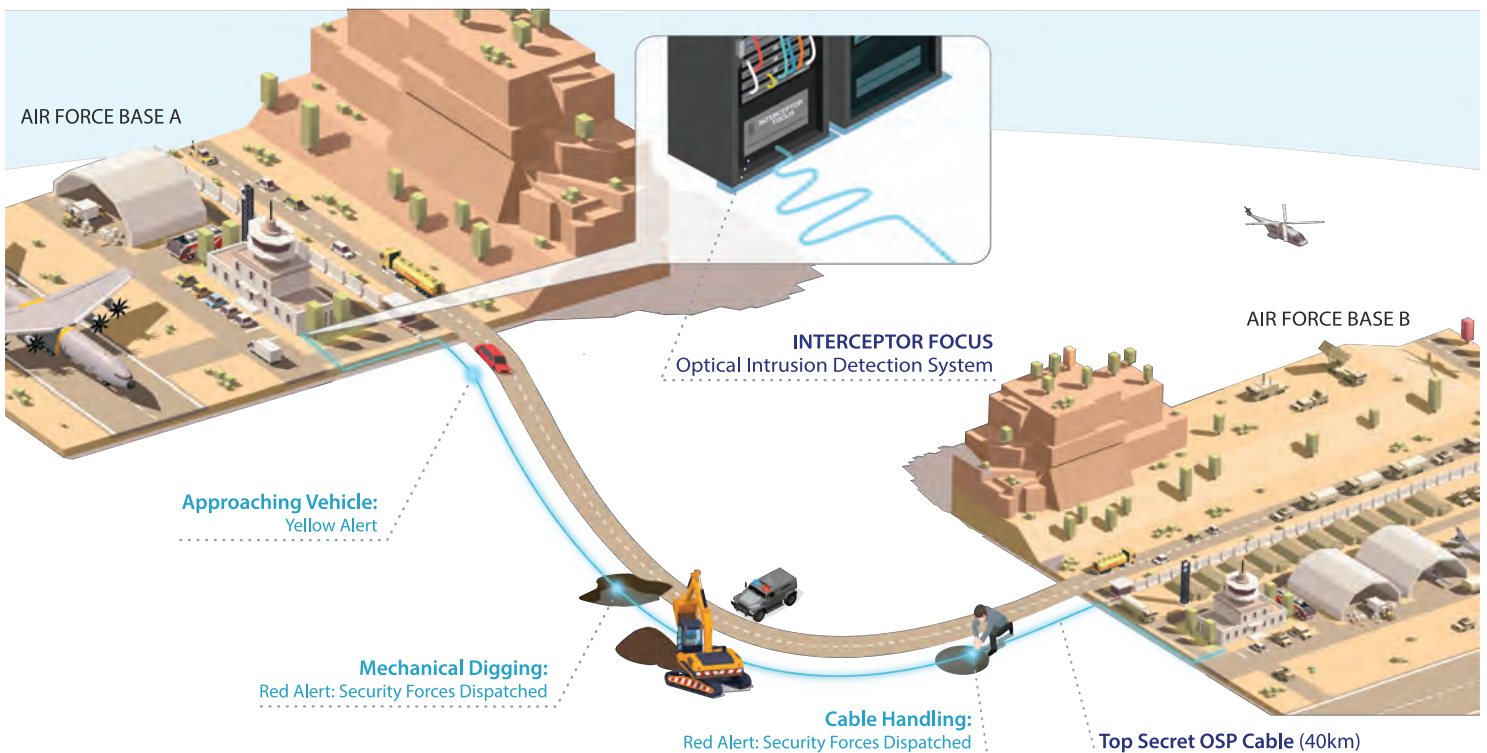 AIR FORCE BASE A
INTERCEPTOR
FOCUS
INTERCEPTOR FOCUS
Optical Intrusion Detection System
AIR FORCE BASE B
Approaching Vehicle:
Yellow Alert
Mechanical Digging:
Red Alert: Security Forces Dispatched
Cable Handling:
Red Alert: Security Forces Dispatched
Top Secret OSP Cable (40km)